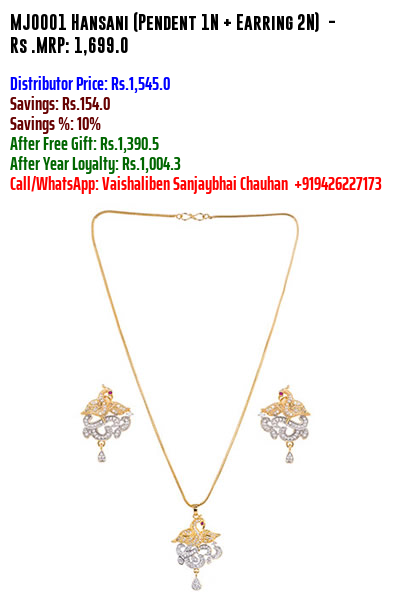 MJ0001 Hansani (Pendent 1N + Earring 2N) -
Rs .MRP: 1,699.0
Distributor Price: Rs.1,545.0
Savings: Rs.154.0
Savings %: 10%
After Free Gift: Rs.1,390.5
After Year Loyalty: Rs.1,004.3
Call/WhatsApp: Vaishaliben Sanjaybhai Chauhan +919426227173